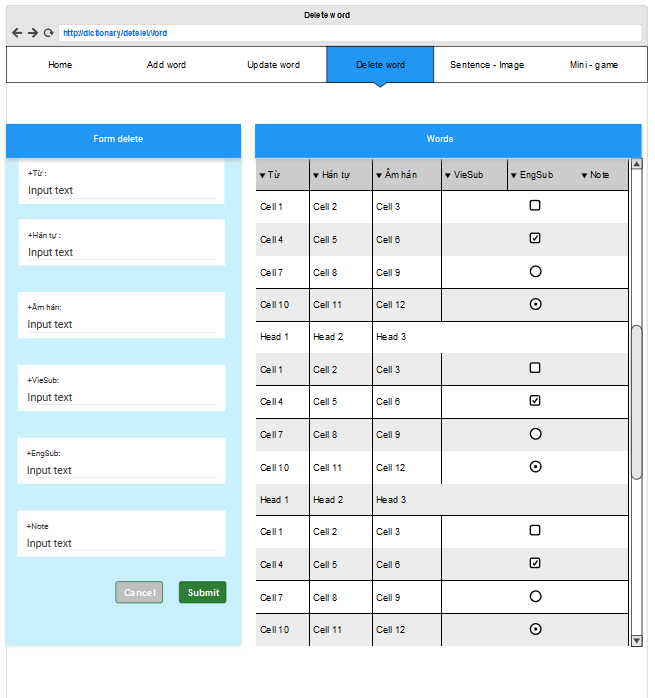 Delete word
http://dictionary/deteleWord
Home Add word Update word Delete word Sentence - Image Mini - game
Form delete
+Từ :
Input text
+Hán tự :
Input text
+Âm hán:
Input text
+VieSub:
Input text
+EngSub:
Input text
+Note
Input text
Cancel Submit
Words
Từ Hán tự Âm hán VieSub EngSub Note
Cell 1 Cell 2 Cell 3
Cell 4 Cell 5 Cell 6
Cell 7 Cell 8 Cell 9
Cell 10 Cell 11 Cell 12
Head 1 Head 2 Head 3
Cell 1 Cell 2 Cell 3
Cell 4 Cell 5 Cell 6
Cell 7 Cell 8 Cell 9
Cell 10 Cell 11 Cell 12
Head 1 Head 2 Head 3
Cell 1 Cell 2 Cell 3
Cell 4 Cell 5 Cell 6
Cell 7 Cell 8 Cell 9
Cell 10 Cell 11 Cell 12